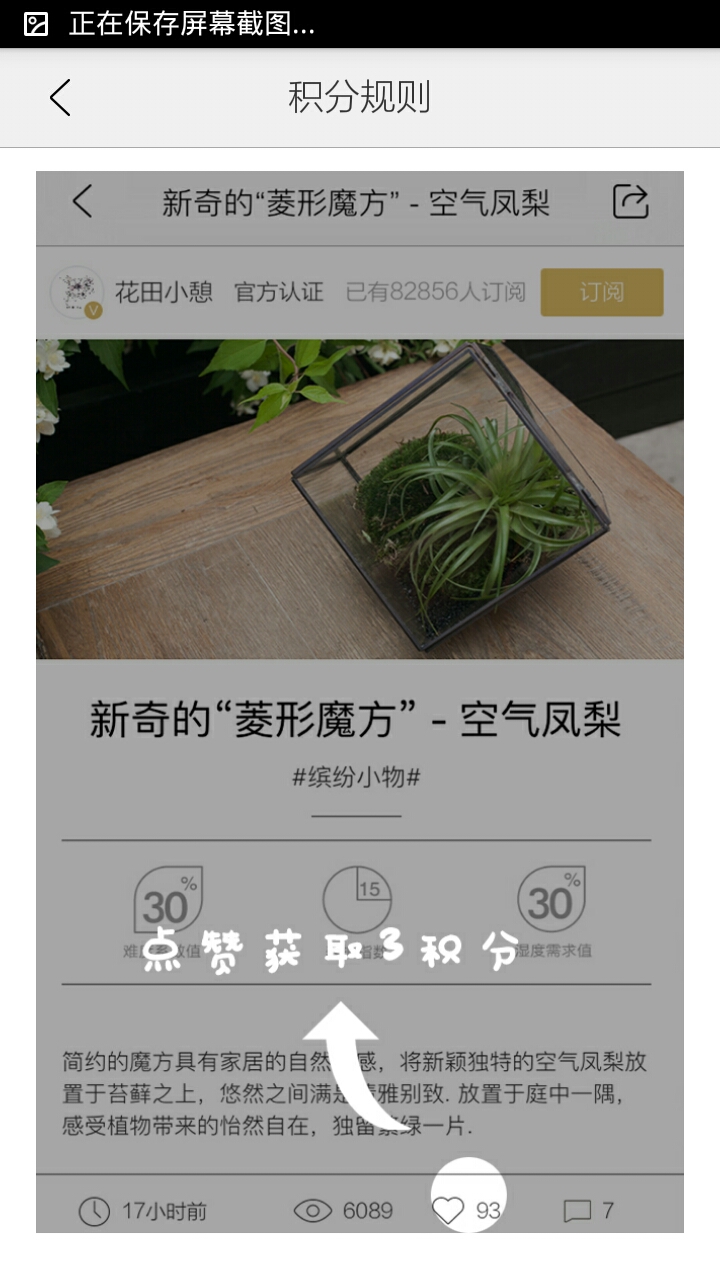 正在保存屏幕截图...
积分规则
新奇的“菱形魔方” - 空气凤梨
花田小憩 官方认证 已有82856人订阅 订阅
新奇的“菱形魔方” - 空气凤梨
#缤纷小物#
30% 15 30%
点赞获取3积分
湿度需求值
简约的魔方具有家居的自然 感，将新颖独特的空气凤梨放
置于苔藓之上，悠然之间满 雅别致. 放置于庭中一隅，
感受植物带来的怡然自在，独留 绿一片.
17小时前 6089 93 7